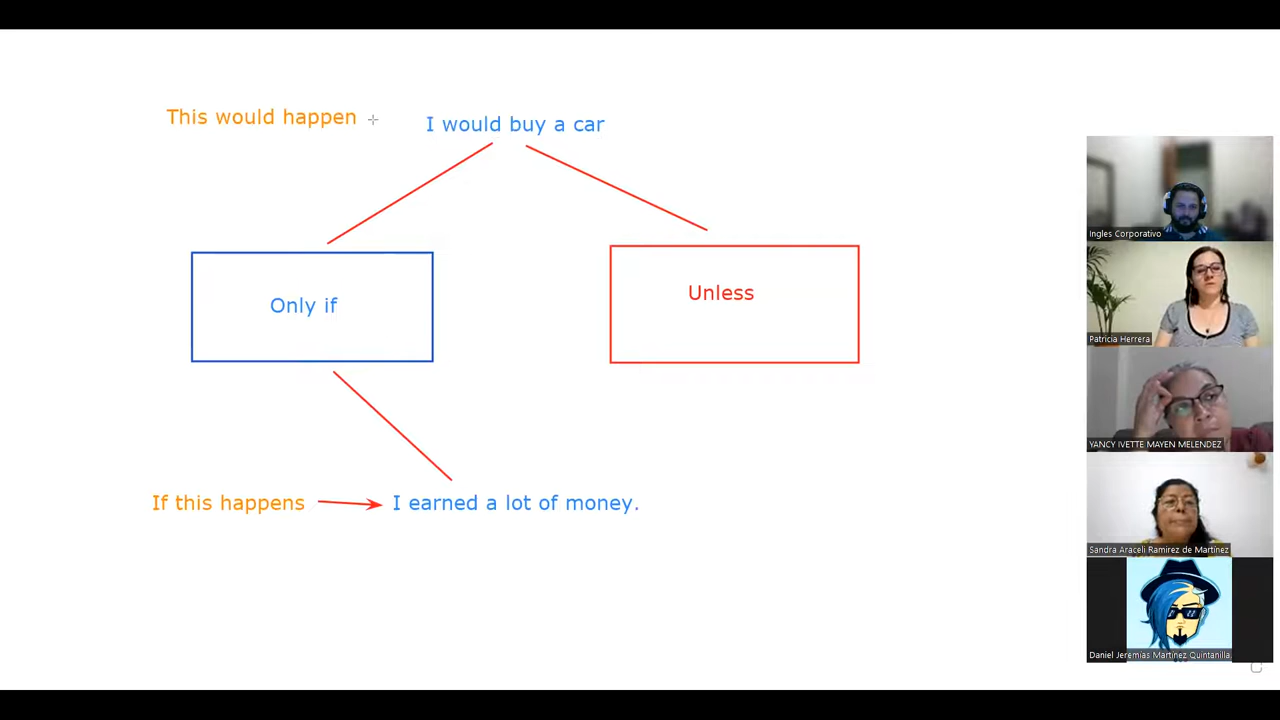 This would happen
I would buy a car
Only if
Unless
If this happens
I earned a lot of money.
Ingles Corporativo
Patricia Herrera
YANCY IVETTE MAYEN MELENDEZ
Sandra Araceli Ramirez de Martinez
Daniel Jeremias Martinez Quintanilla